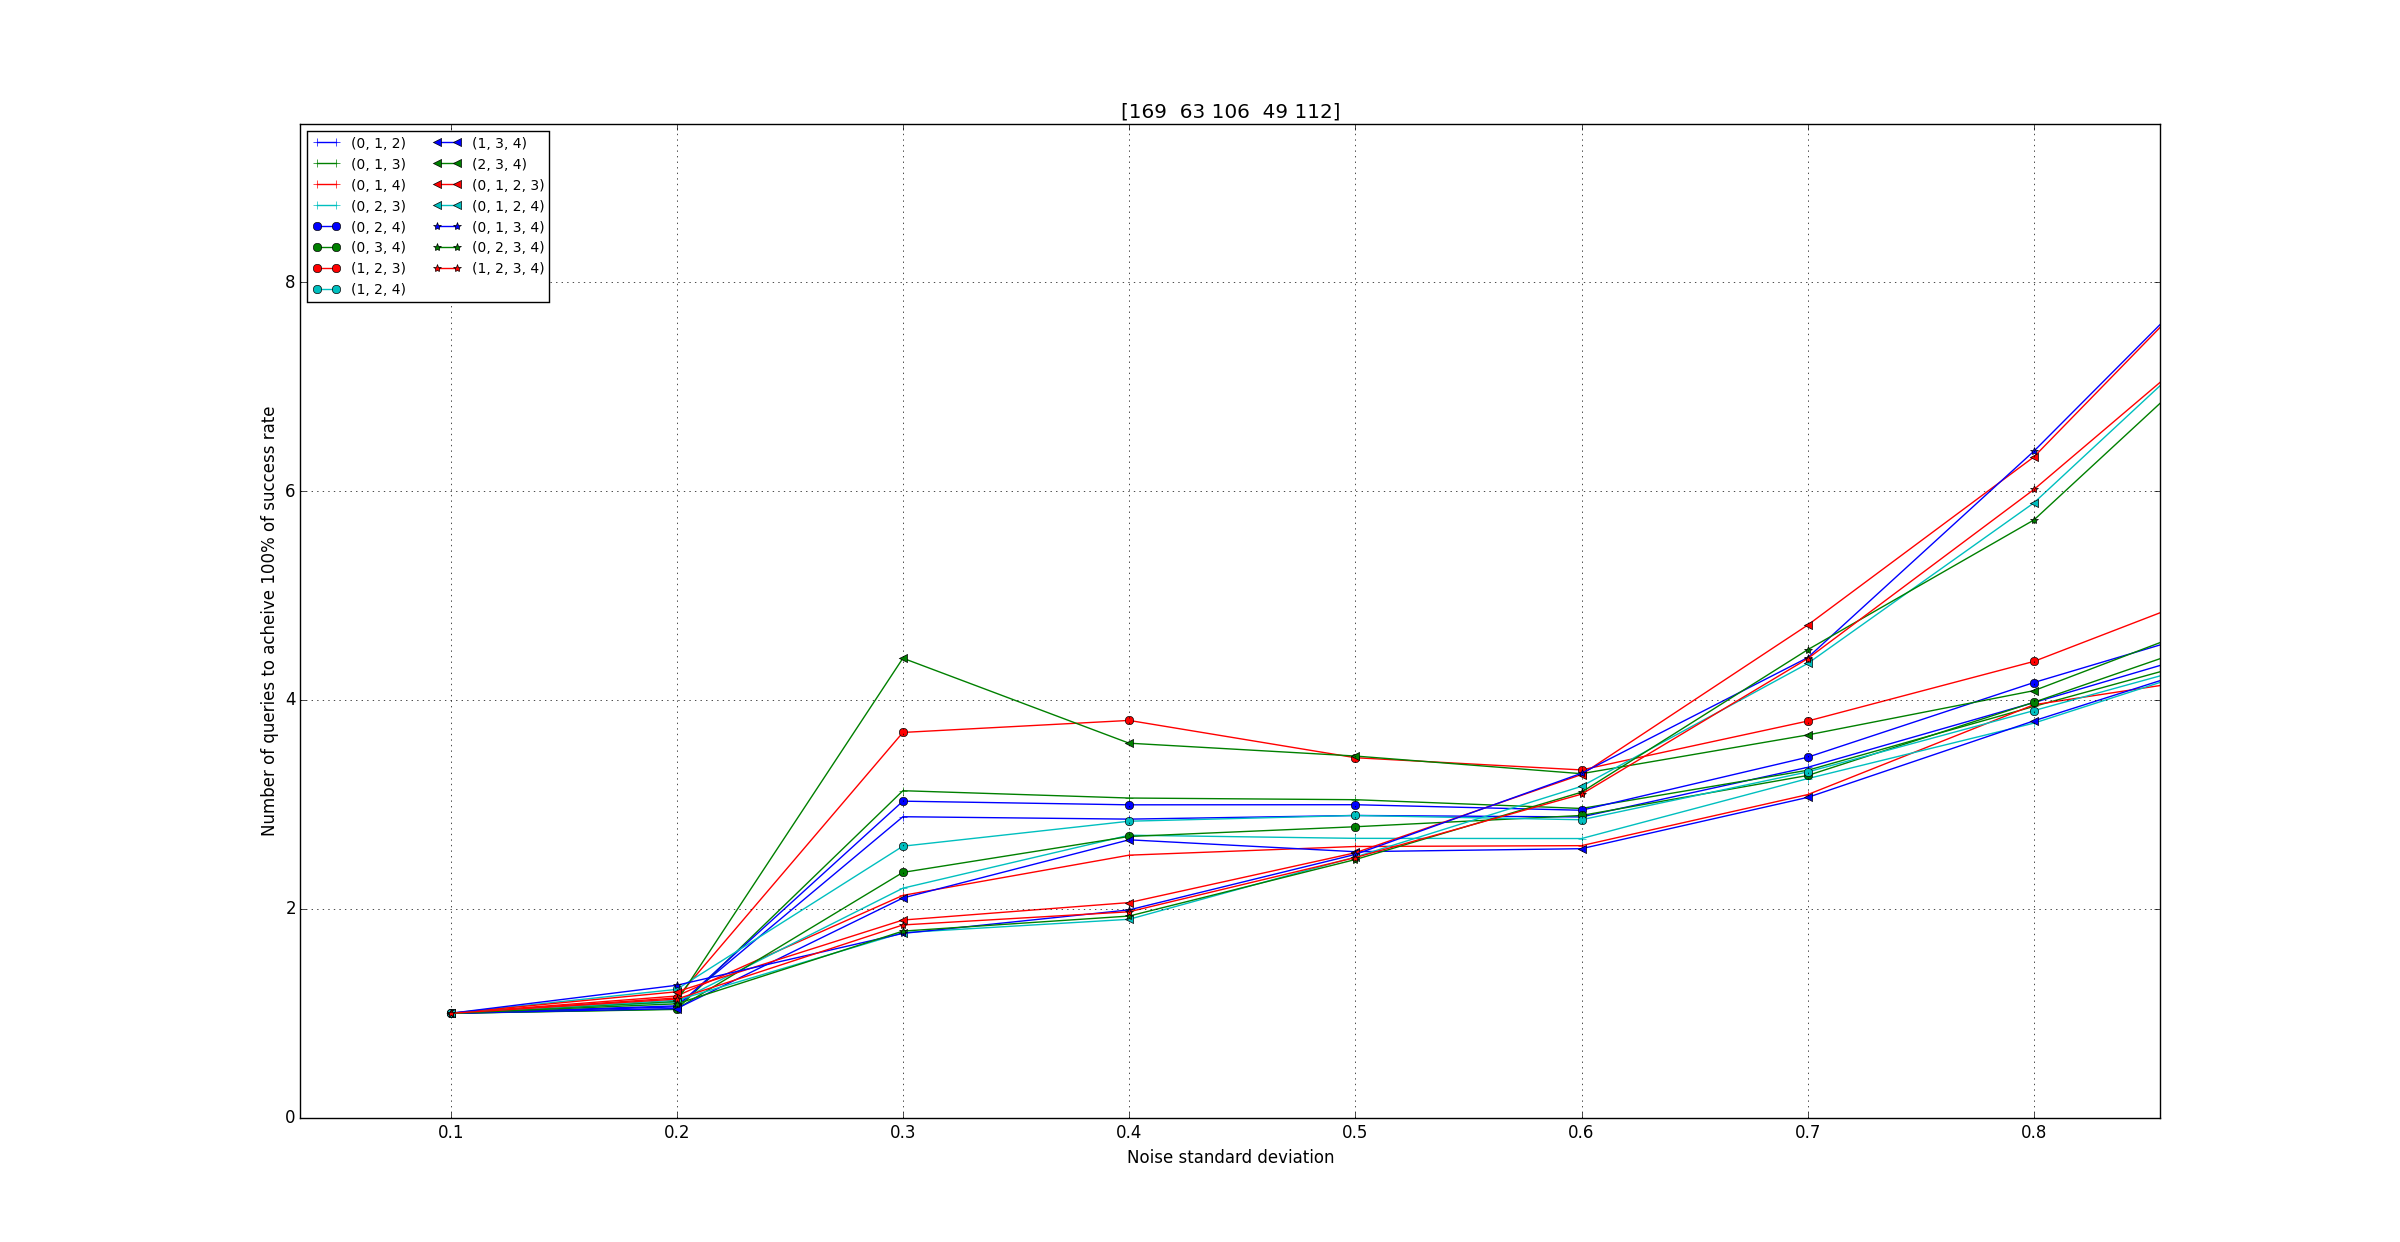 [169  63 106  49 112]
(0, 1, 2)
(0, 1, 3)
(0, 1, 4)
(0, 2, 3)
(0, 2, 4)
(0, 3, 4)
(1, 2, 3)
(1, 2, 4)
(1, 3, 4)
(2, 3, 4)
(0, 1, 2, 3)
(0, 1, 2, 4)
(0, 1, 3, 4)
(0, 2, 3, 4)
(1, 2, 3, 4)
Number of queries to acheive 100% of success rate
8
6
4
2
0
0.1 0.2 0.3 0.4 0.5 0.6 0.7 0.8
Noise standard deviation